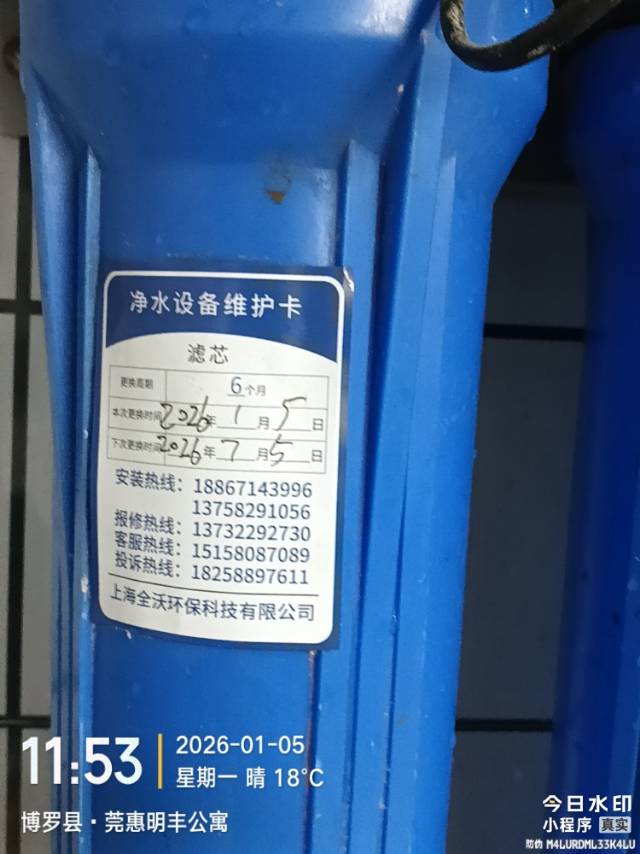 净水设备维护卡
滤芯
更换周期 6个月
本次更换时间 2026年 1 月 5 日
下次更换时间 2026年 7 月 5 日
安装热线：18867143996
13758291056
报修热线：13732292730
客服热线：15158087089
投诉热线：18258897611
上海全沃环保科技有限公司
11:53
2026-01-05
星期一 晴 18℃
博罗县·莞惠明丰公寓
今日水印
小程序 真实
防伪 M4LURDML33K4LU